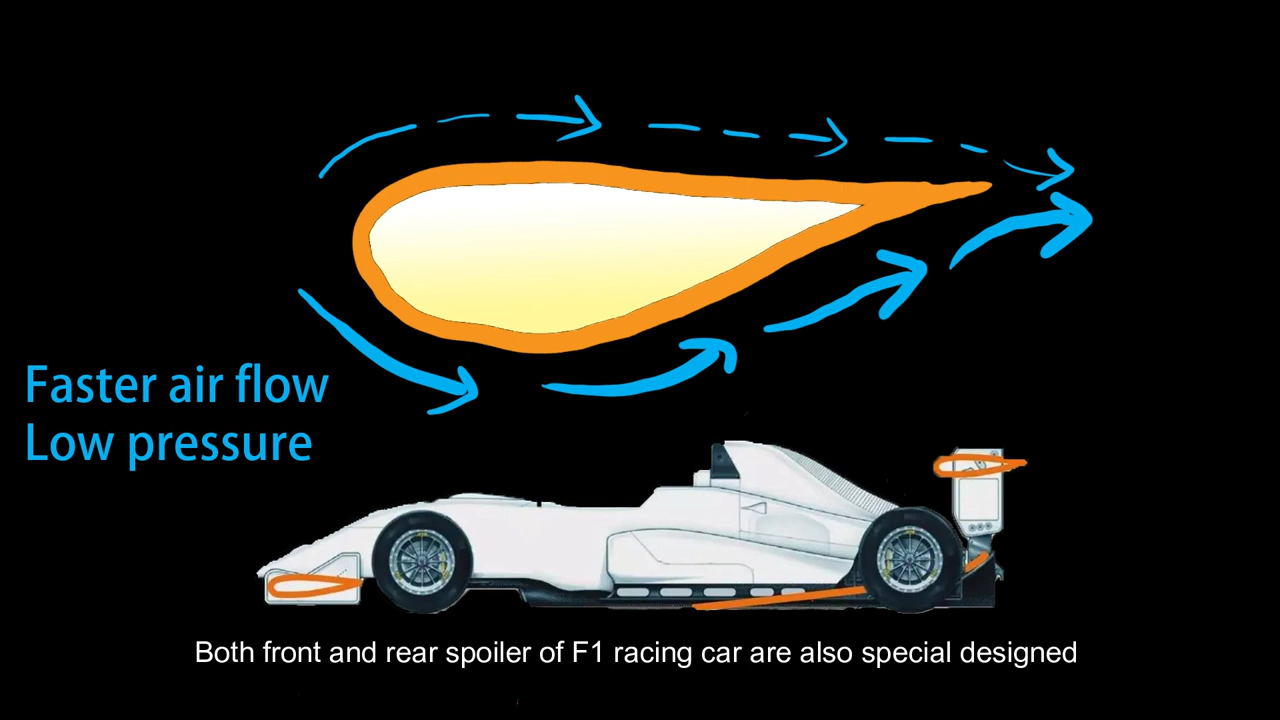 Faster air flow
Low pressure
Both front and rear spoiler of F1 racing car are also special designed